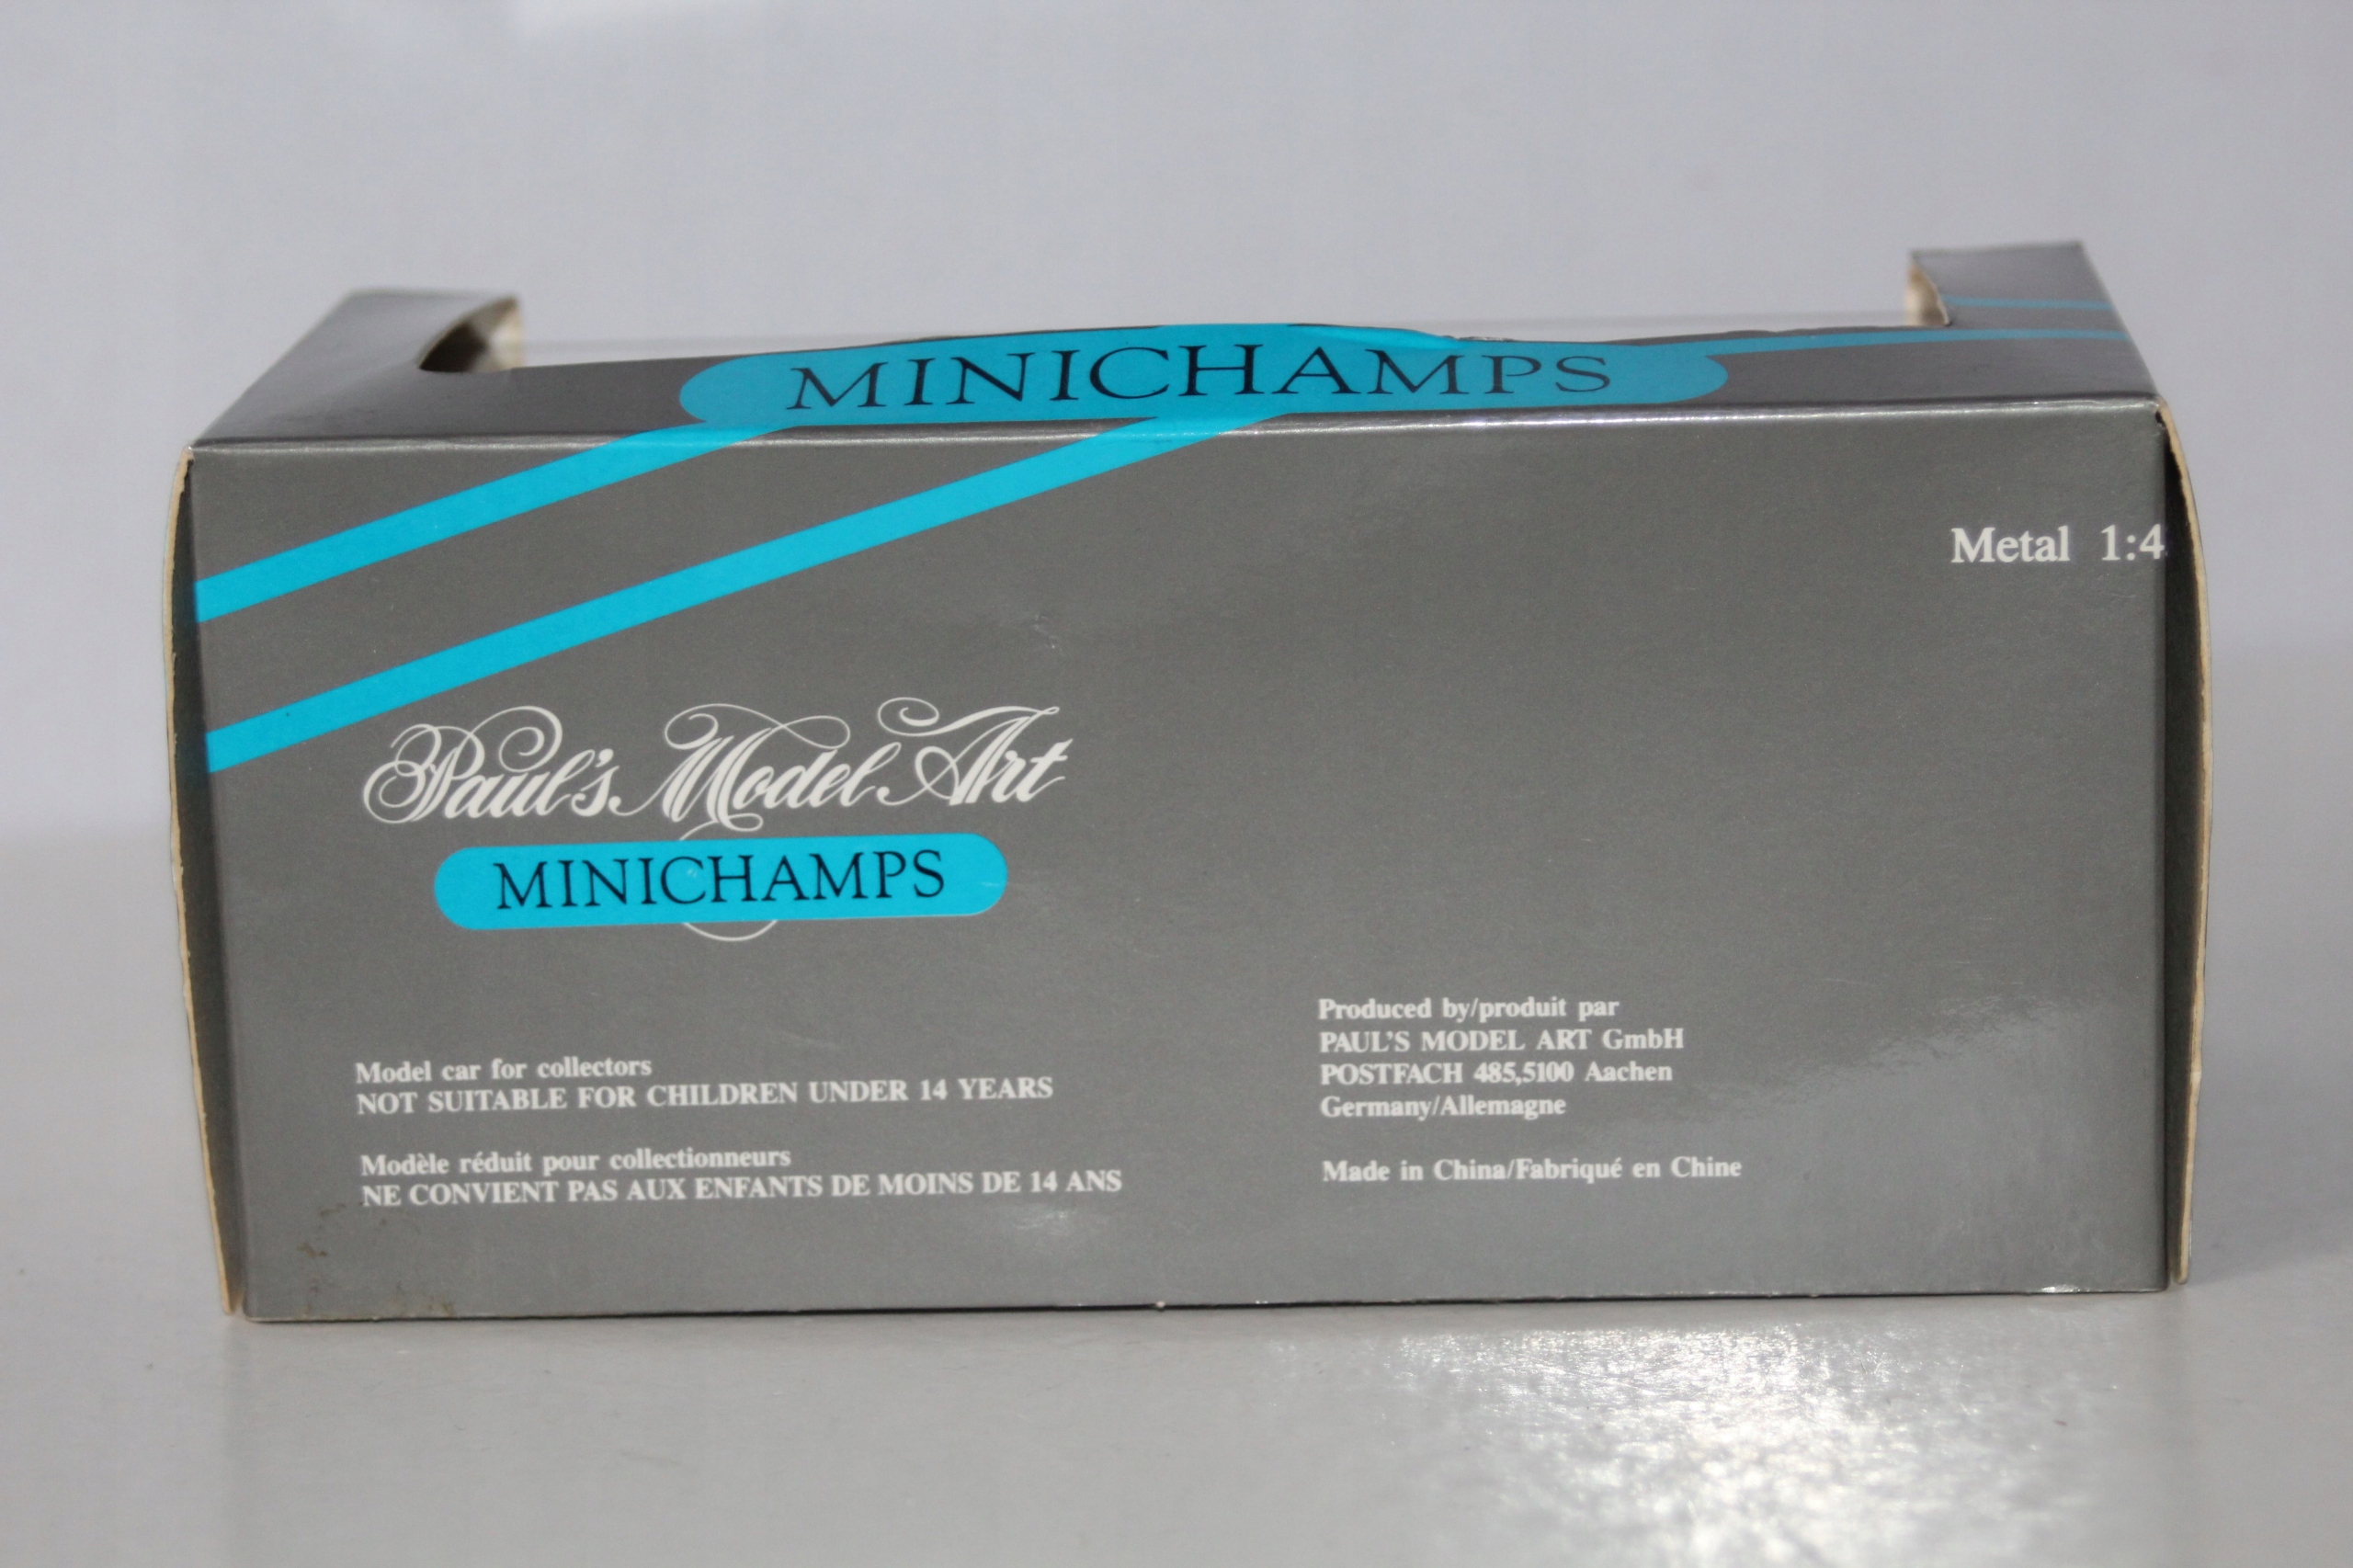 MINICHAMPS
Metal 1:4
Paul's Model Art
MINICHAMPS
Model car for collectors
NOT SUITABLE FOR CHILDREN UNDER 14 YEARS
Modèle réduit pour collectionneurs
NE CONVIENT PAS AUX ENFANTS DE MOINS DE 14 ANS
Produced by/produit par
PAUL'S MODEL ART GmbH
POSTFACH 485,5100 Aachen
Germany/Allemagne
Made in China/Fabriqué en Chine